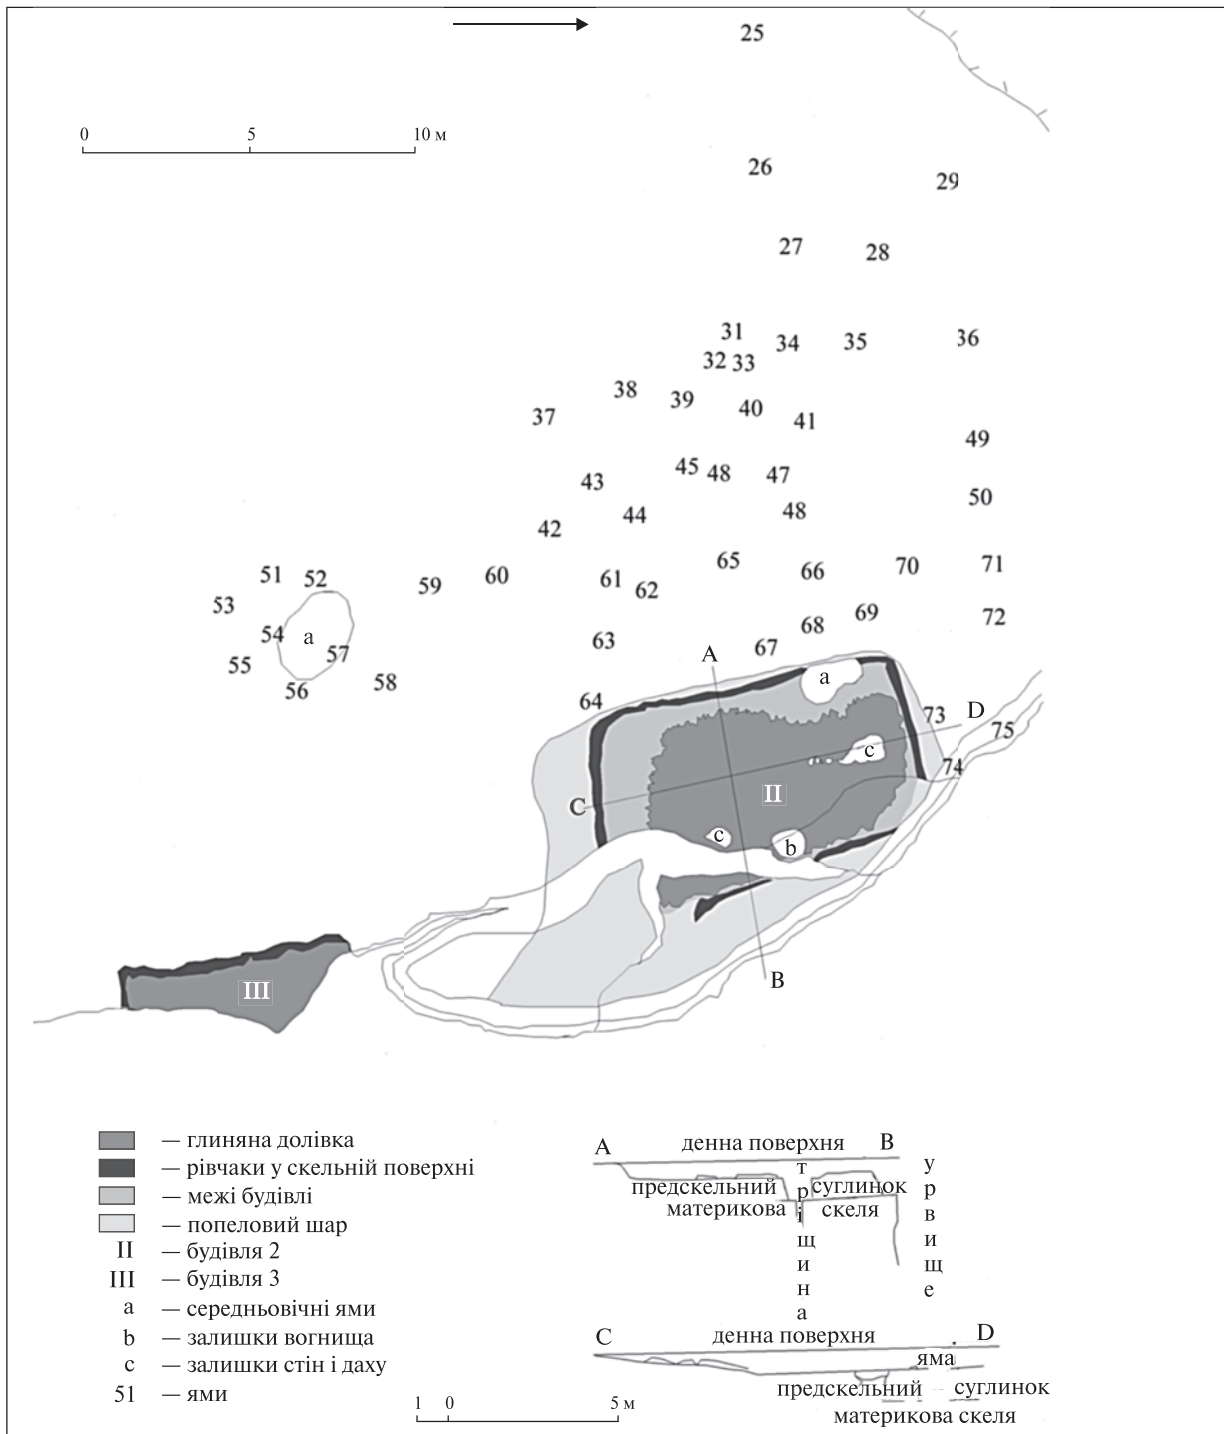 25
0 5 10 м
26
29
27
28
31
34
35
36
32 33
38
39
37
40
41
49
45 48 47
43
50
44
48
42
65
66
70
71
51 52
59
60
61
62
53
69
72
54 a
63
68
57
67
A
55
56
58
a
64
73
D
75
c
74
C
II
c
b
B
III
— глиняна долівка
— рівчаки у скельній поверхні
— межі будівлі
— попеловий шар
II — будівля 2
III — будівля 3
a — середньовічні ями
b — залишки вогнища
c — залишки стін і даху
51 — ями
A денна поверхня B
предскельний суглинок
материкова скеля
тріщина
урвище
C денна поверхня D
яма
предскельний суглинок
материкова скеля
1 0 5 м